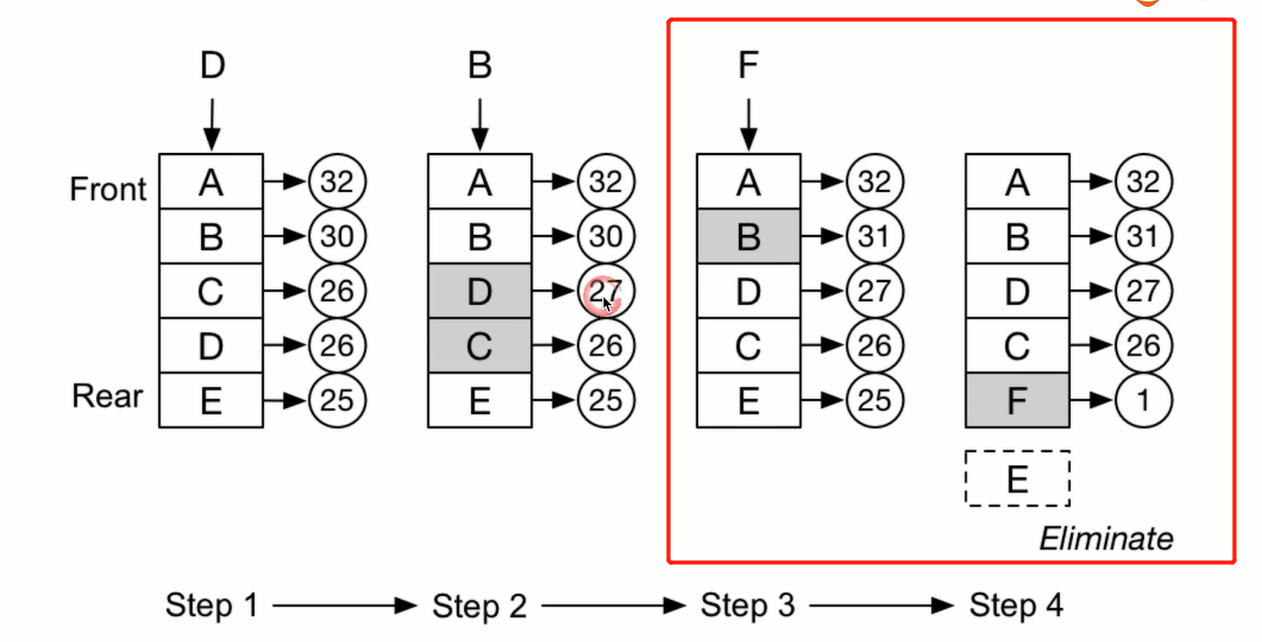 D B F
Front A 32 A 32 A 32 A 32
B 30 B 30 B 31 B 31
C 26 D 27 D 27 D 27
D 26 C 26 C 26 C 26
Rear E 25 E 25 E 25 F 1
E
Eliminate
Step 1 Step 2 Step 3 Step 4